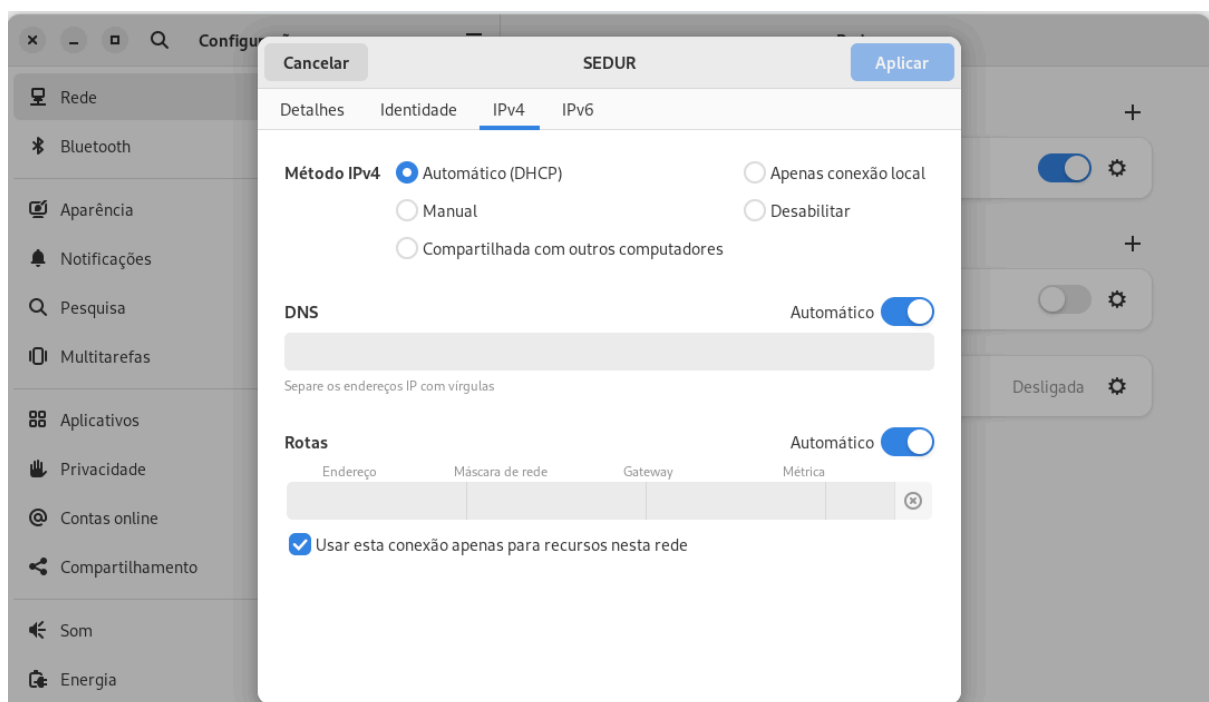 Configu
Cancelar
SEDUR
Aplicar
Detalhes
Identidade
IPv4
IPv6
Rede
Bluetooth
Aparência
Notificações
Pesquisa
Multitarefas
Aplicativos
Privacidade
Contas online
Compartilhamento
Som
Energia
Método IPv4
Automático (DHCP)
Apenas conexão local
Manual
Desabilitar
Compartilhada com outros computadores
DNS
Automático
Separe os endereços IP com vírgulas
Desligada
Rotas
Automático
Endereço
Máscara de rede
Gateway
Métrica
Usar esta conexão apenas para recursos nesta rede